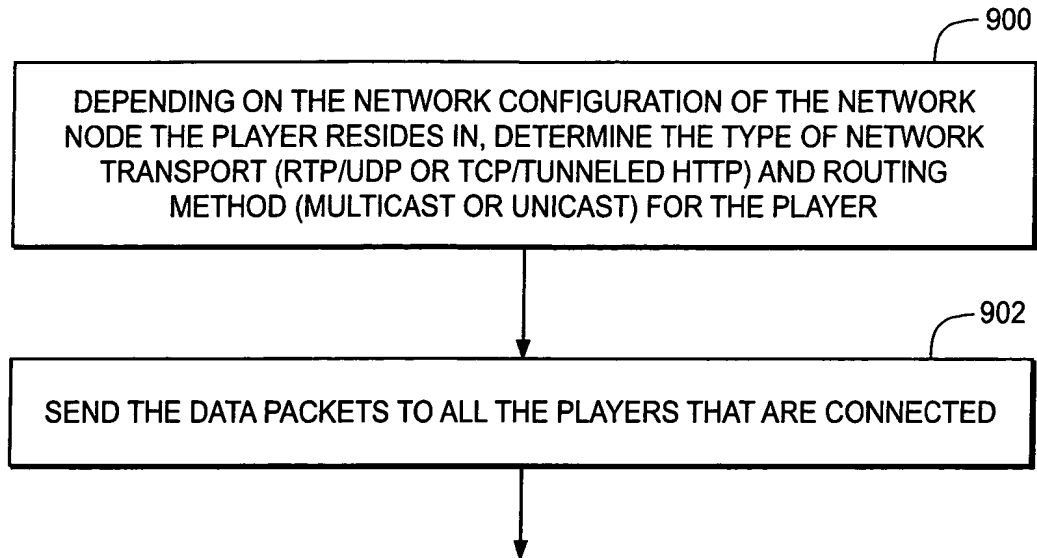 900
DEPENDING ON THE NETWORK CONFIGURATION OF THE NETWORK
NODE THE PLAYER RESIDES IN, DETERMINE THE TYPE OF NETWORK
TRANSPORT (RTP/UDP OR TCP/TUNNELED HTTP) AND ROUTING
METHOD (MULTICAST OR UNICAST) FOR THE PLAYER
902
SEND THE DATA PACKETS TO ALL THE PLAYERS THAT ARE CONNECTED